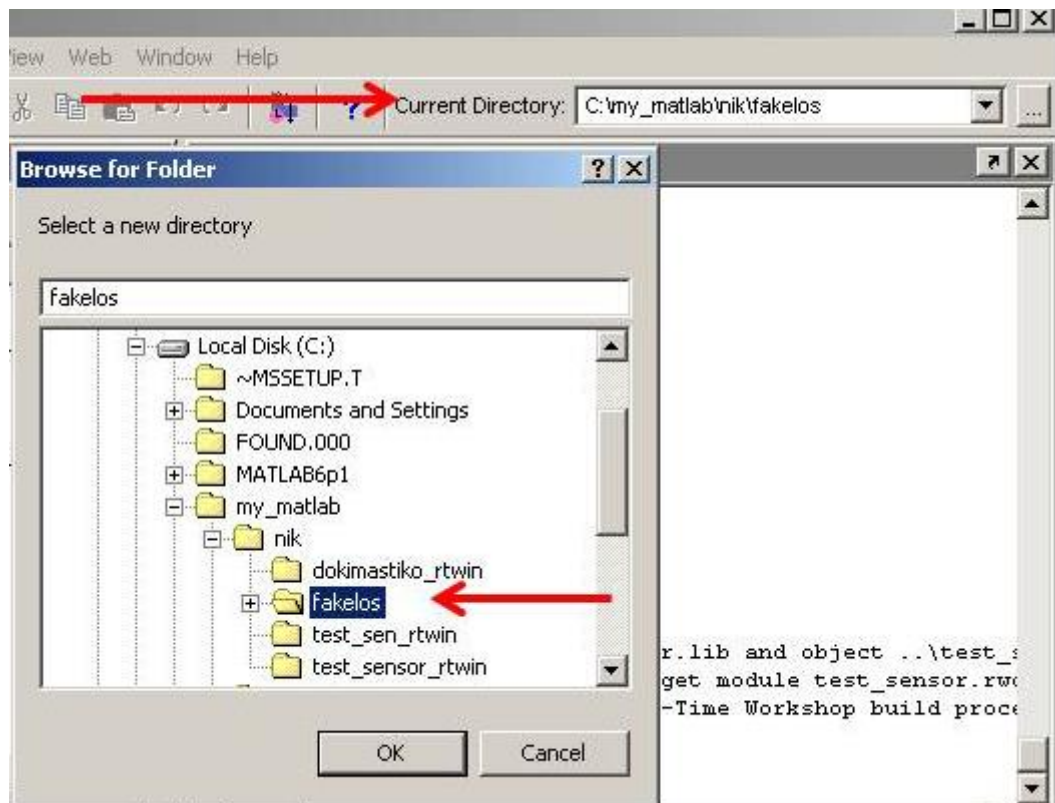 View Web Window Help
? Current Directory: C:\my_matlab\nik\fakelos ...
Browse for Folder
Select a new directory
fakelos
Local Disk (C:)
~MSSETUP.T
Documents and Settings
FOUND.000
MATLAB6p1
my_matlab
nik
dokimastiko_rtwin
fakelos
test_sen_rtwin
test_sensor_rtwin
r.lib and object ..\test_s
get module test_sensor.rw
-Time Workshop build proce
OK Cancel